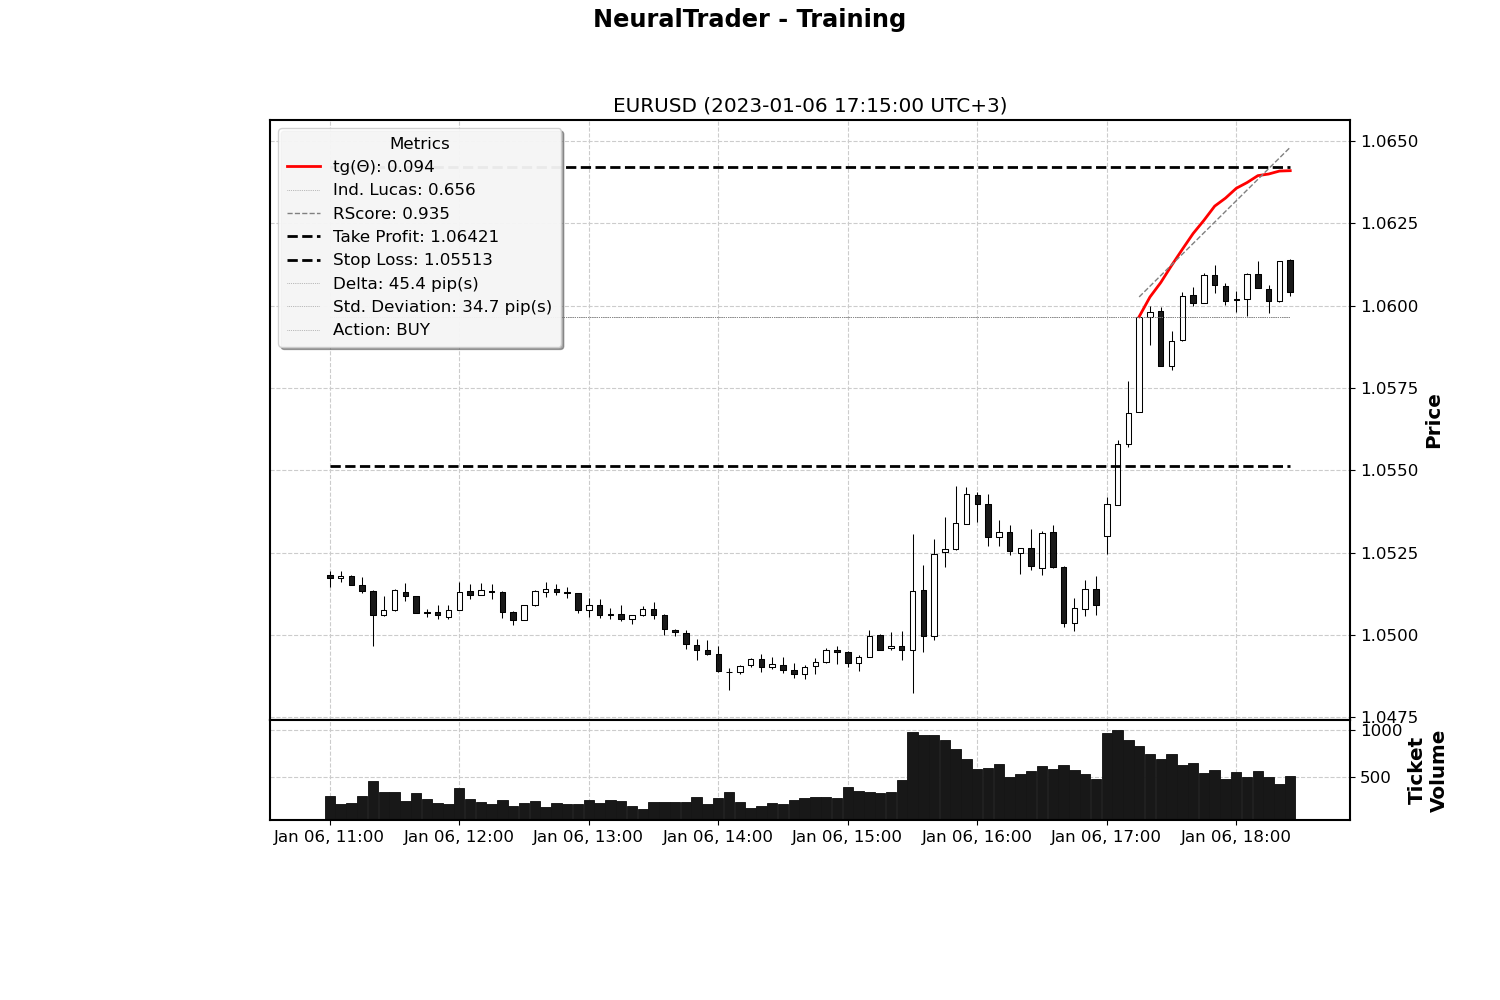 NeuralTrader - Training
EURUSD (2023-01-06 17:15:00 UTC+3)
Metrics
tg(Θ): 0.094
Ind. Lucas: 0.656
RScore: 0.935
Take Profit: 1.06421
Stop Loss: 1.05513
Delta: 45.4 pip(s)
Std. Deviation: 34.7 pip(s)
Action: BUY
1.0650
1.0625
1.0600
1.0575
1.0550
1.0525
1.0500
1.0475
Price
1000
500
Ticket
Volume
Jan 06, 11:00
Jan 06, 12:00
Jan 06, 13:00
Jan 06, 14:00
Jan 06, 15:00
Jan 06, 16:00
Jan 06, 17:00
Jan 06, 18:00